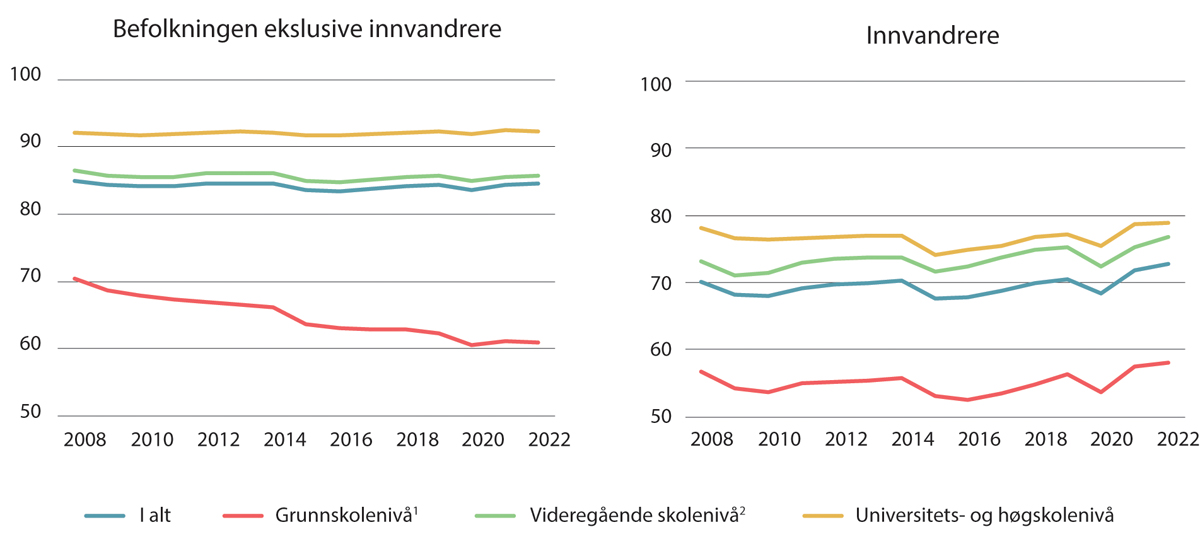 Befolkningen ekslusive innvandrere
100
90
80
70
60
50
2008 2010 2012 2014 2016 2018 2020 2022
Innvandrere
100
90
80
70
60
50
2008 2010 2012 2014 2016 2018 2020 2022
I alt Grunnskolenivå¹ Videregående skolenivå² Universitets- og høgskolenivå